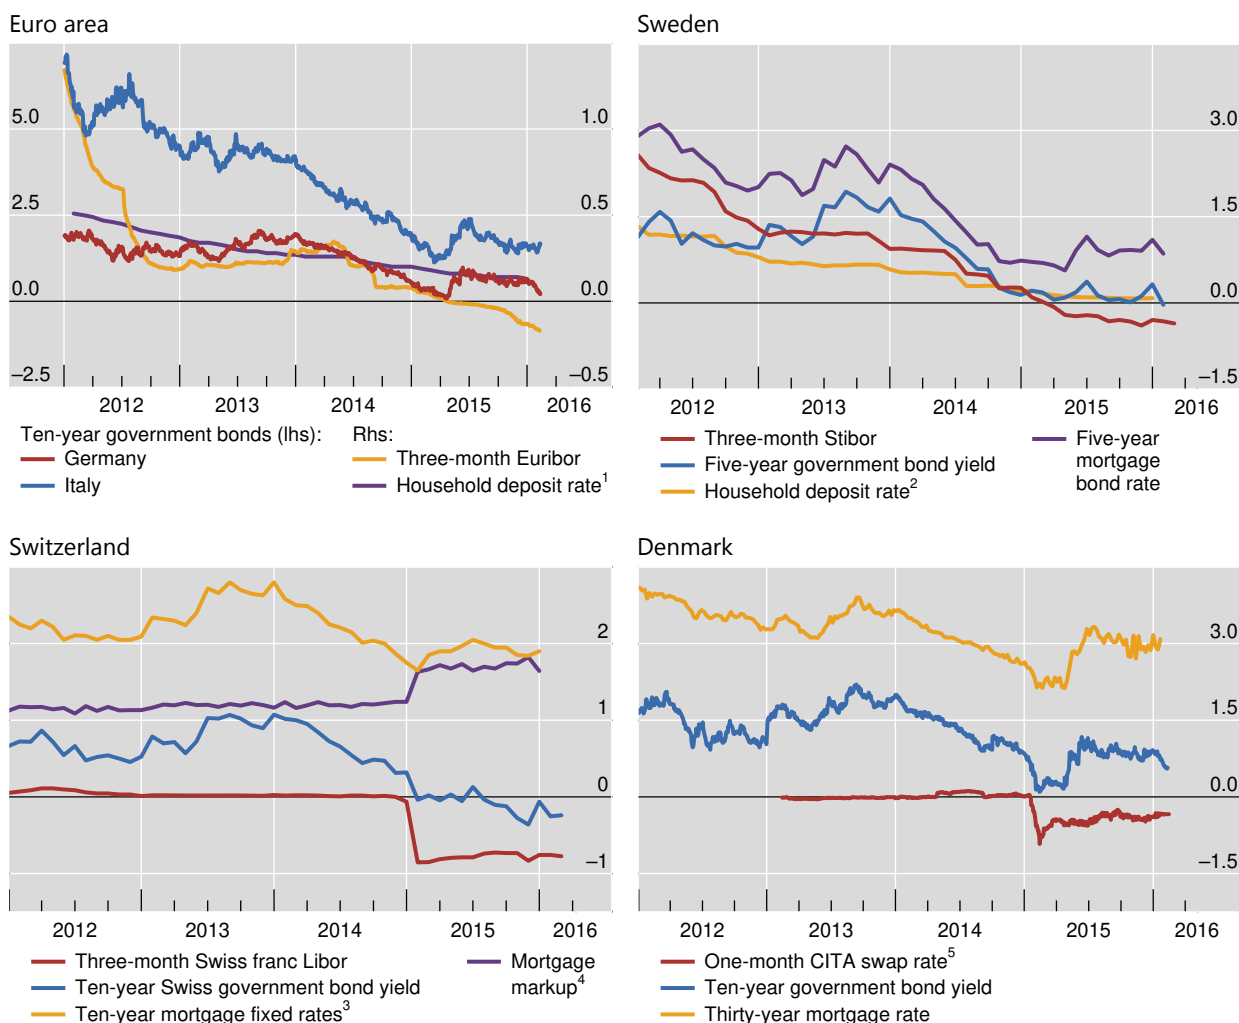 Euro area
5.0 1.0
2.5 0.5
0.0 0.0
–2.5 –0.5
2012 2013 2014 2015 2016
Ten-year government bonds (lhs): Rhs:
Germany Three-month Euribor
Italy Household deposit rate1
Sweden
3.0
1.5
0.0
–1.5
2012 2013 2014 2015 2016
Three-month Stibor Five-year
Five-year government bond yield mortgage
Household deposit rate2 bond rate
Switzerland
2
1
0
–1
2012 2013 2014 2015 2016
Three-month Swiss franc Libor Mortgage
Ten-year Swiss government bond yield markup4
Ten-year mortgage fixed rates3
Denmark
3.0
1.5
0.0
–1.5
2012 2013 2014 2015 2016
One-month CITA swap rate5
Ten-year government bond yield
Thirty-year mortgage rate